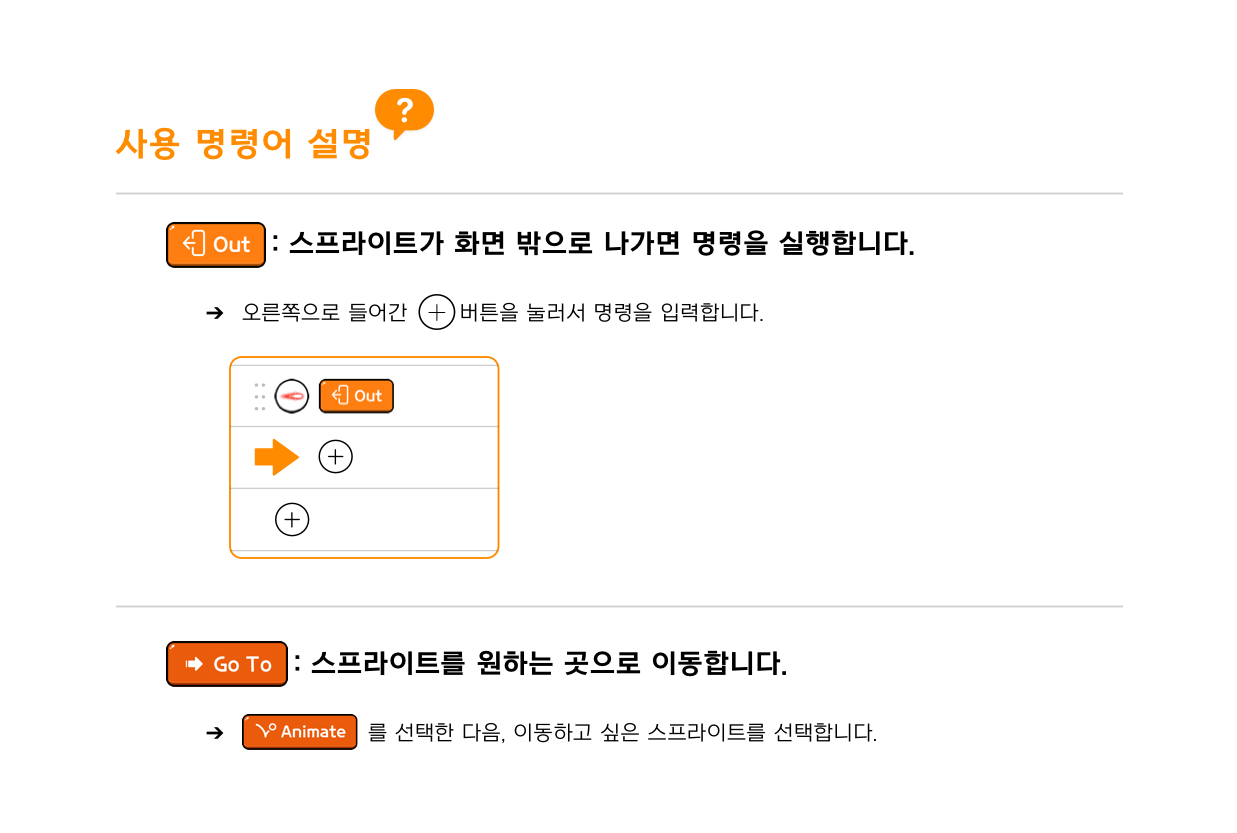 사용 명령어 설명 ?
Out : 스프라이트가 화면 밖으로 나가면 명령을 실행합니다.
➔ 오른쪽으로 들어간 + 버튼을 눌러서 명령을 입력합니다.
Out
+
+
Go To : 스프라이트를 원하는 곳으로 이동합니다.
➔ Animate 를 선택한 다음, 이동하고 싶은 스프라이트를 선택합니다.